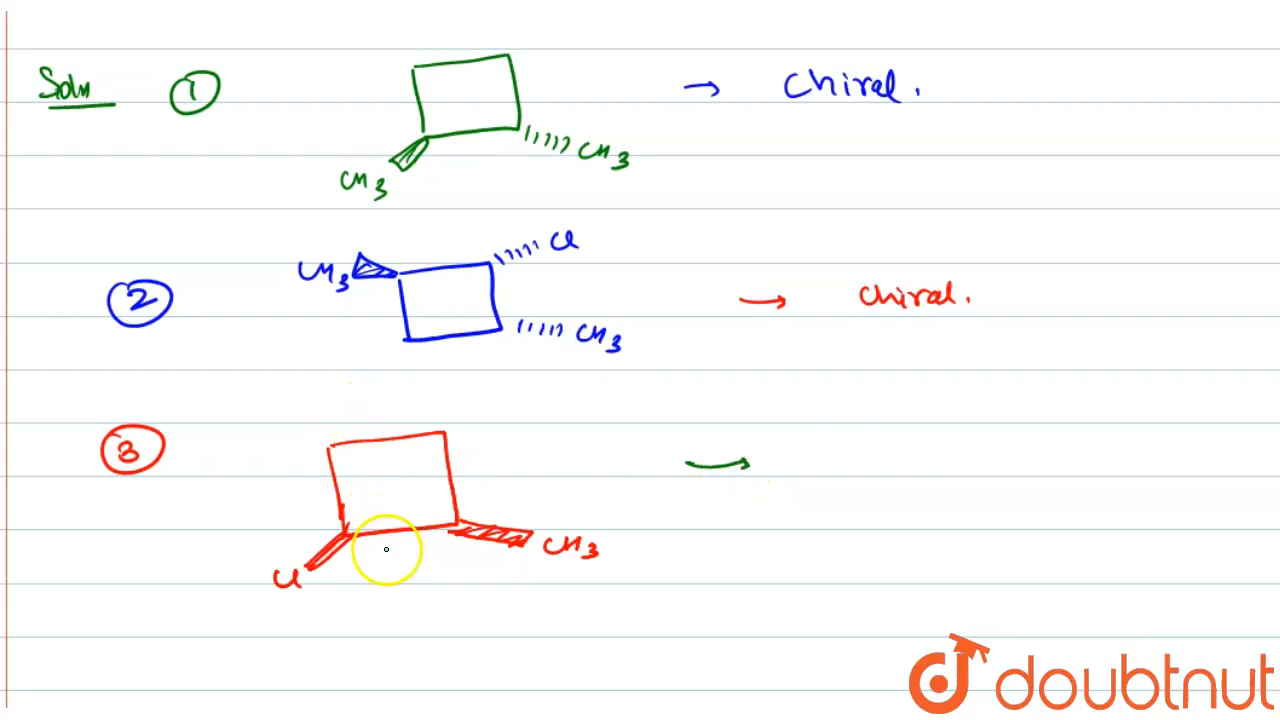 Soln ① → Chiral.
CH3
CH3
Cl
CH3
② → Chiral.
CH3
③ →
CH3
Cl
doubtnut